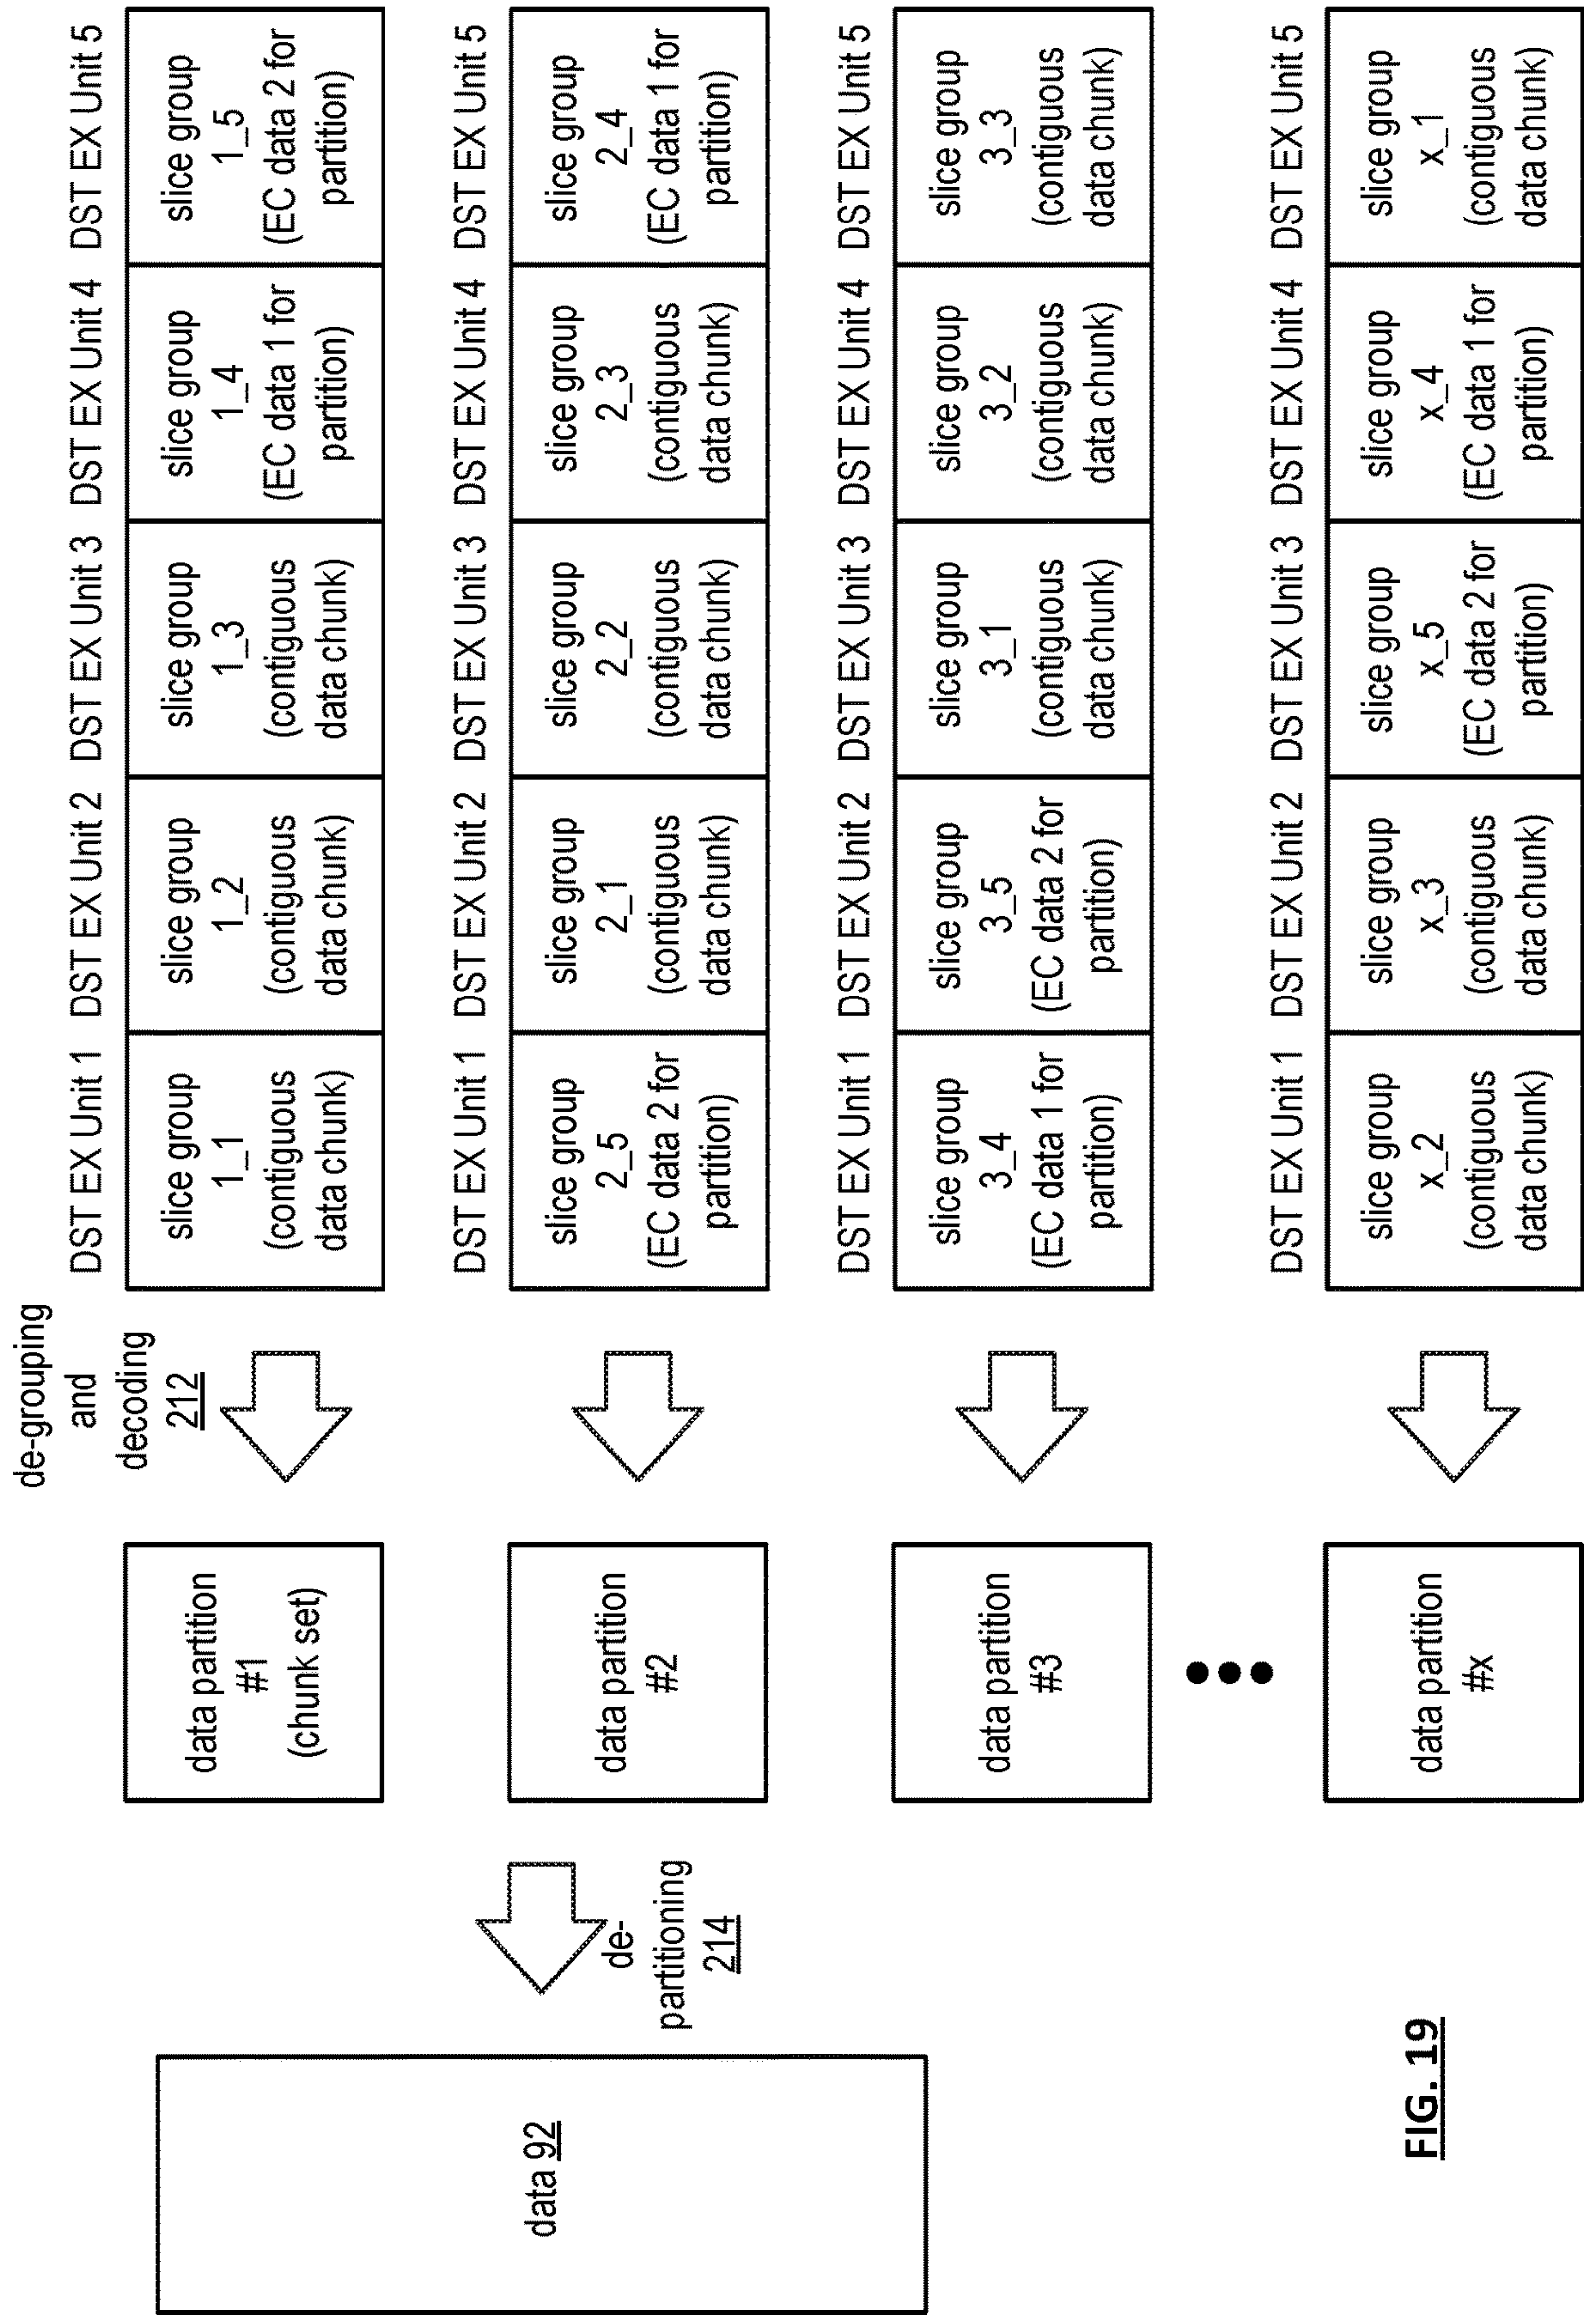 data 92
de-
partitioning
214
data partition
#1
(chunk set)
data partition
#2
data partition
#3
data partition
#x
de-grouping
and
decoding
212
DST EX Unit 1 DST EX Unit 2 DST EX Unit 3 DST EX Unit 4 DST EX Unit 5
slice group
1_1
(contiguous
data chunk)
slice group
1_2
(contiguous
data chunk)
slice group
1_3
(contiguous
data chunk)
slice group
1_4
(EC data 1 for
partition)
slice group
1_5
(EC data 2 for
partition)
DST EX Unit 1 DST EX Unit 2 DST EX Unit 3 DST EX Unit 4 DST EX Unit 5
slice group
2_5
(EC data 2 for
partition)
slice group
2_1
(contiguous
data chunk)
slice group
2_2
(contiguous
data chunk)
slice group
2_3
(contiguous
data chunk)
slice group
2_4
(EC data 1 for
partition)
DST EX Unit 1 DST EX Unit 2 DST EX Unit 3 DST EX Unit 4 DST EX Unit 5
slice group
3_4
(EC data 1 for
partition)
slice group
3_5
(EC data 2 for
partition)
slice group
3_1
(contiguous
data chunk)
slice group
3_2
(contiguous
data chunk)
slice group
3_3
(contiguous
data chunk)
DST EX Unit 1 DST EX Unit 2 DST EX Unit 3 DST EX Unit 4 DST EX Unit 5
slice group
x_2
(contiguous
data chunk)
slice group
x_3
(contiguous
data chunk)
slice group
x_5
(EC data 2 for
partition)
slice group
x_4
(EC data 1 for
partition)
slice group
x_1
(contiguous
data chunk)
FIG. 19